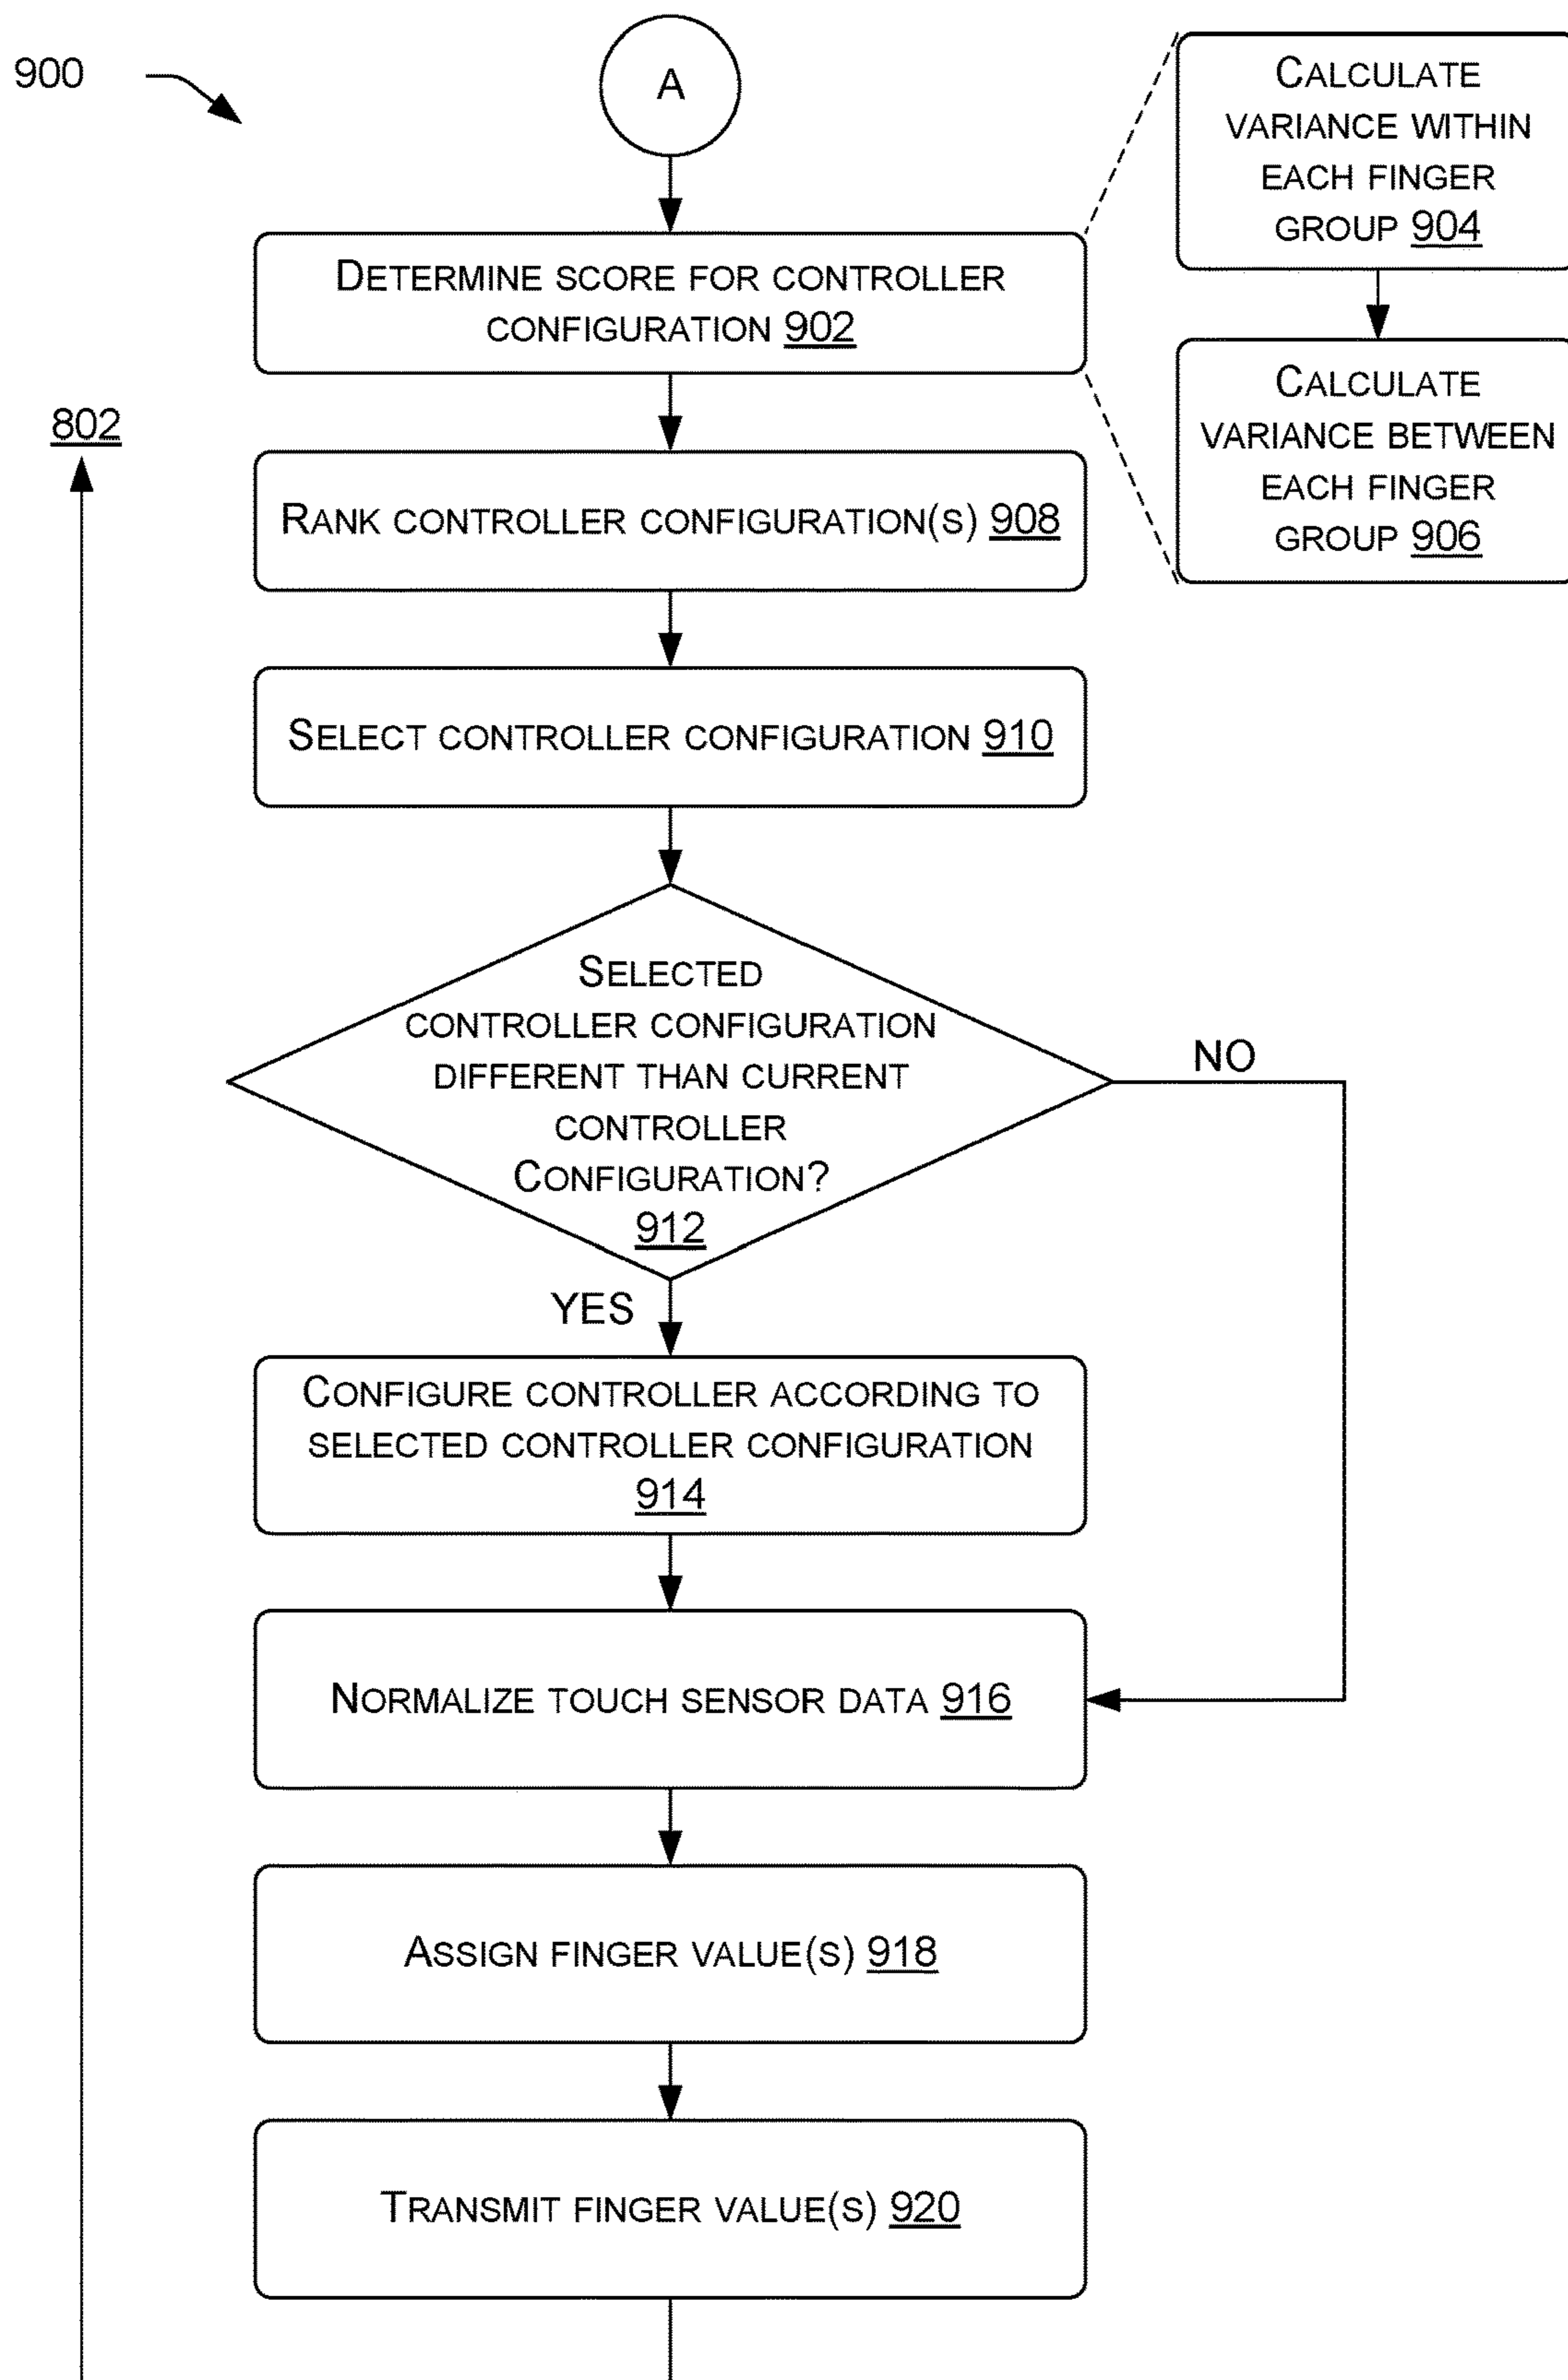 900
A
CALCULATE
VARIANCE WITHIN
EACH FINGER
GROUP 904
DETERMINE SCORE FOR CONTROLLER
CONFIGURATION 902
CALCULATE
VARIANCE BETWEEN
EACH FINGER
GROUP 906
802
RANK CONTROLLER CONFIGURATION(S) 908
SELECT CONTROLLER CONFIGURATION 910
SELECTED
CONTROLLER CONFIGURATION
DIFFERENT THAN CURRENT
CONTROLLER
CONFIGURATION?
912
NO
YES
CONFIGURE CONTROLLER ACCORDING TO
SELECTED CONTROLLER CONFIGURATION
914
NORMALIZE TOUCH SENSOR DATA 916
ASSIGN FINGER VALUE(S) 918
TRANSMIT FINGER VALUE(S) 920